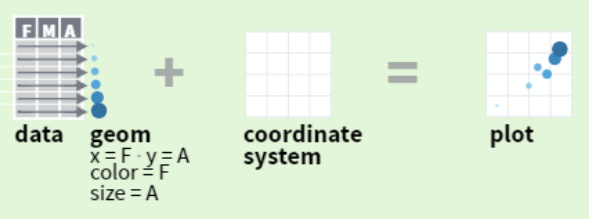 F M A
+ =
data geom coordinate system plot
x = F · y = A
color = F
size = A